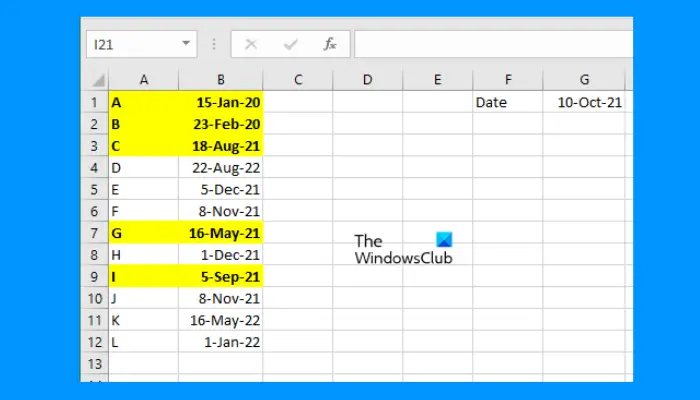 I21 fx
A B C D E F G
1 A 15-Jan-20 Date 10-Oct-21
2 B 23-Feb-20
3 C 18-Aug-21
4 D 22-Aug-22
5 E 5-Dec-21
6 F 8-Nov-21
7 G 16-May-21
The
8 H 1-Dec-21
WindowsClub
9 I 5-Sep-21
10 J 8-Nov-21
11 K 16-May-22
12 L 1-Jan-22
13